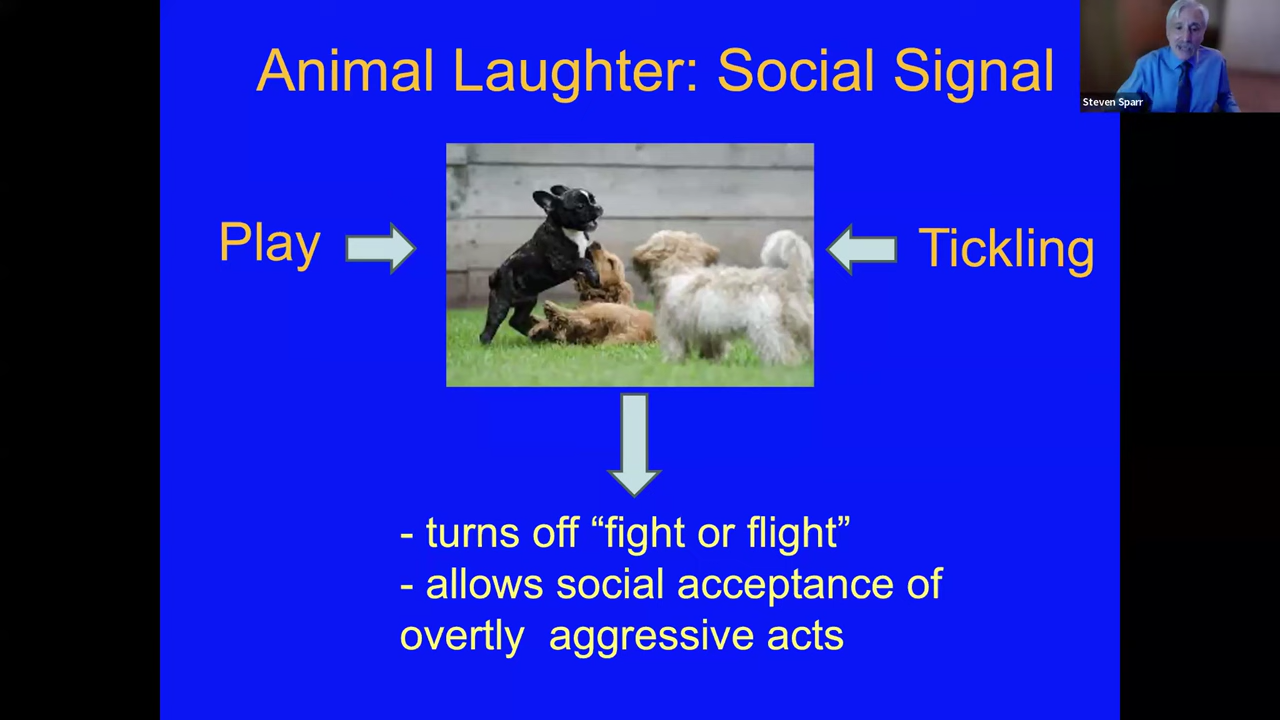 Animal Laughter: Social Signal
Steven Sparr
Play
Tickling
- turns off “fight or flight”
- allows social acceptance of
overtly  aggressive acts